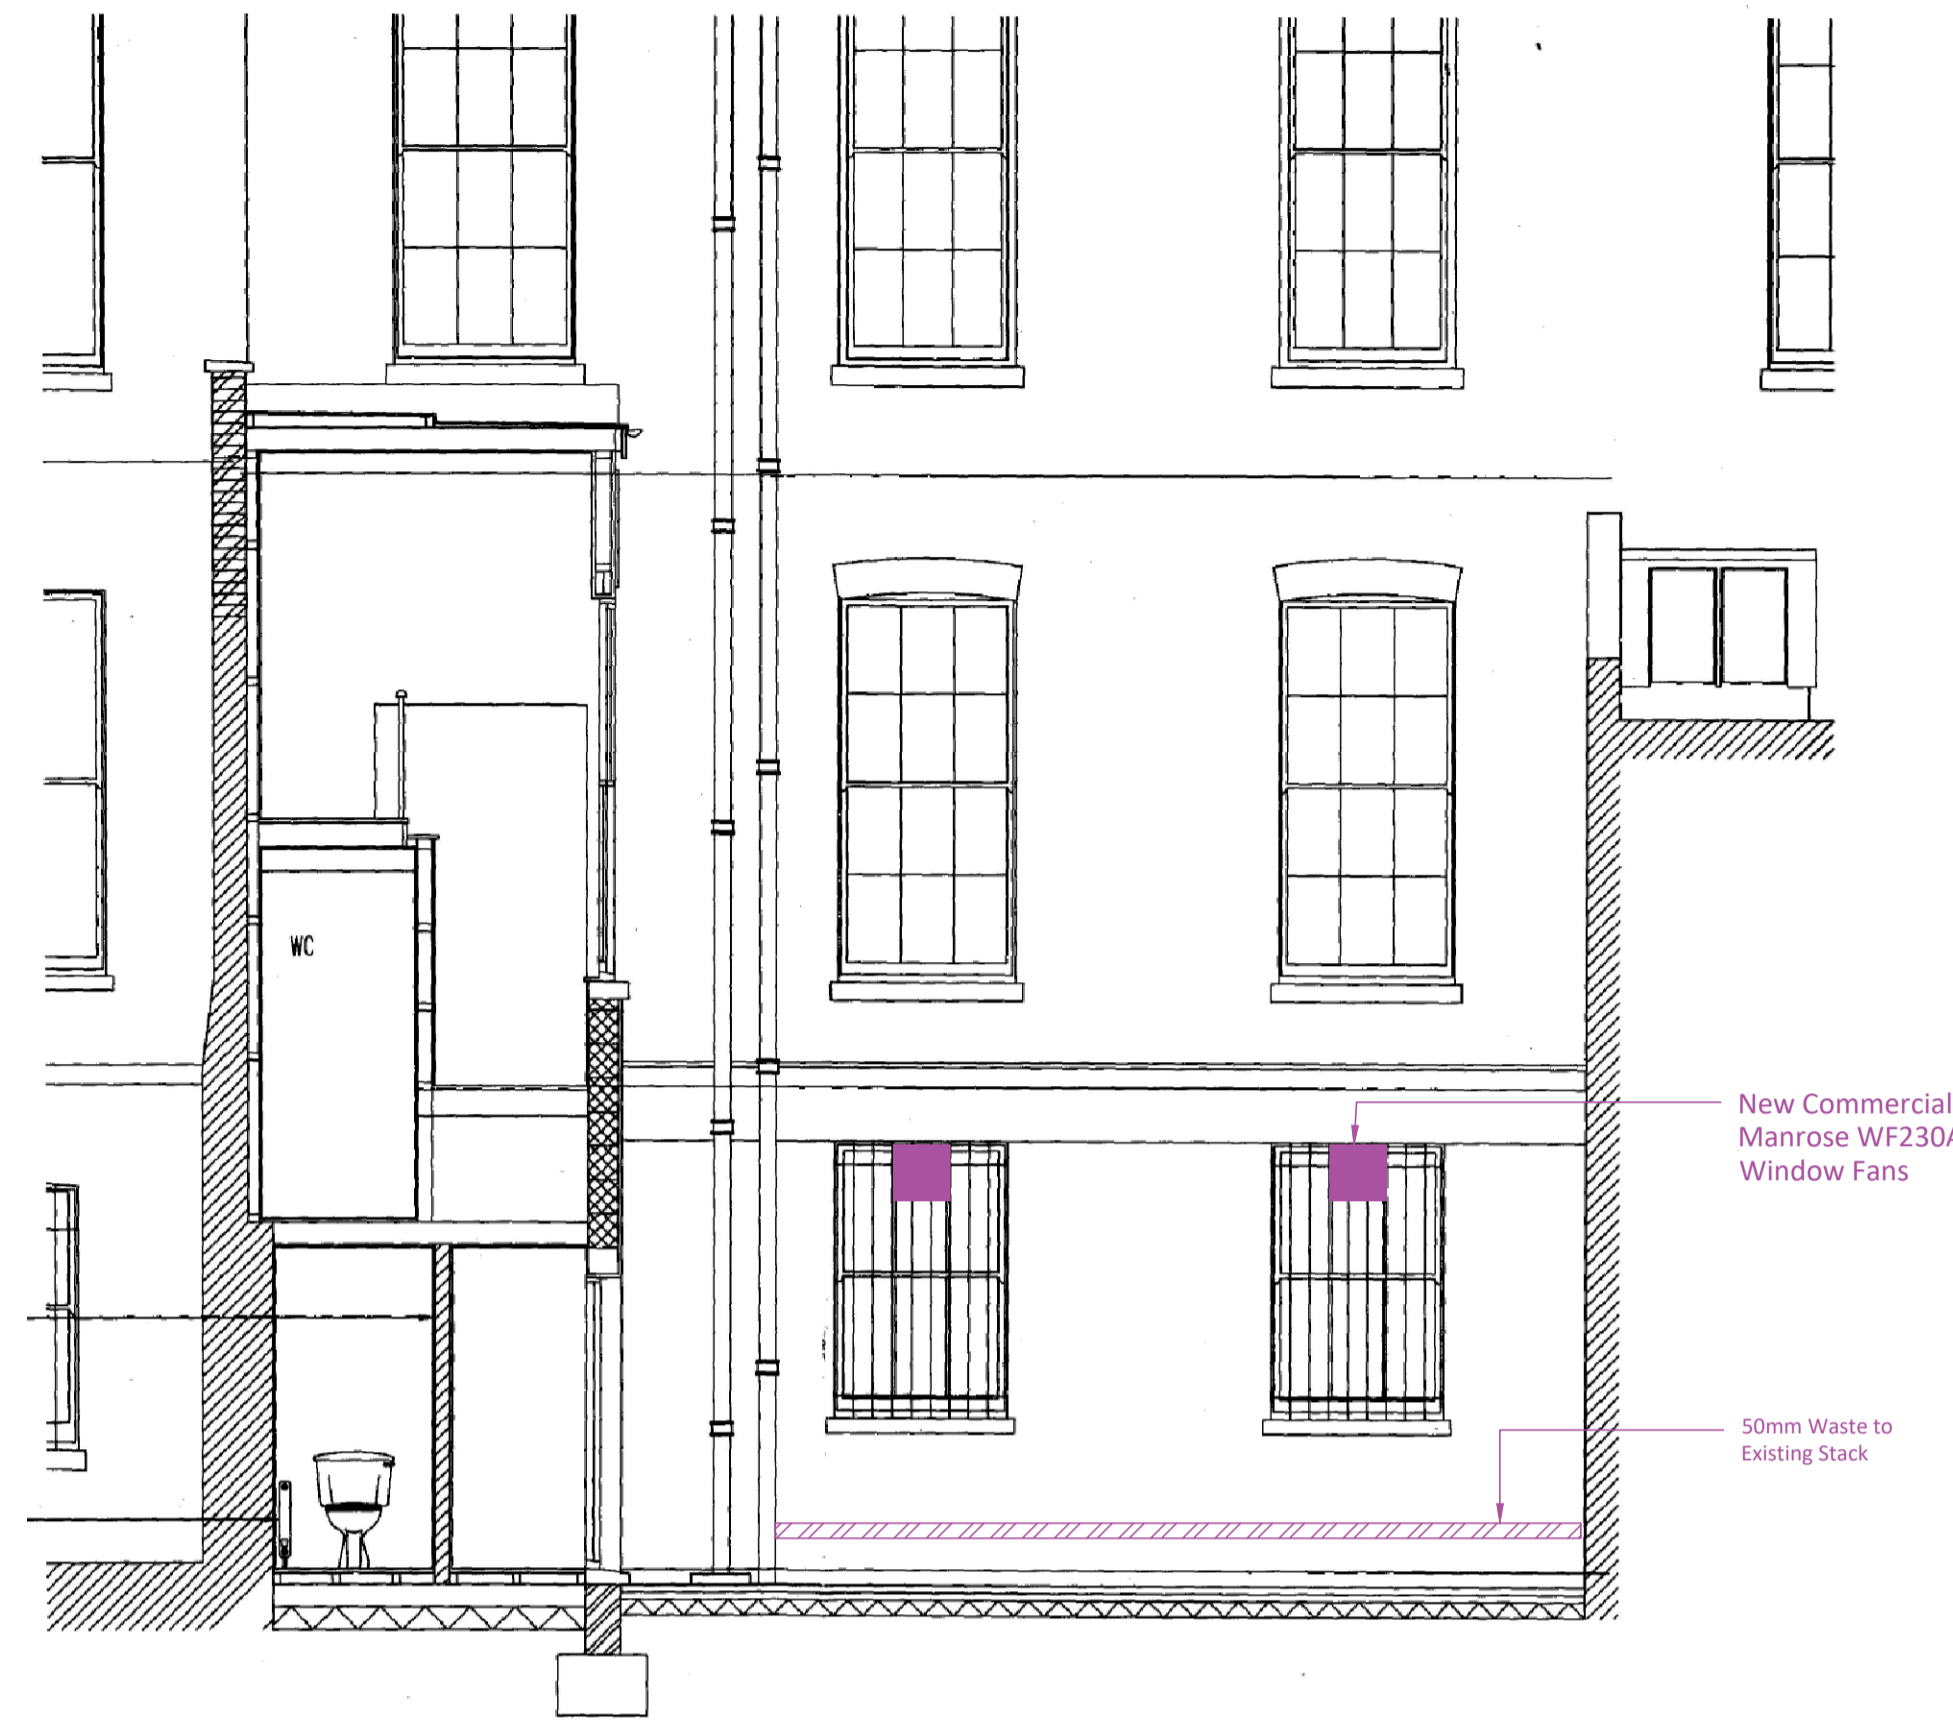 WC
New Commercial
Manrose WF230A
Window Fans
50mm Waste to
Existing Stack